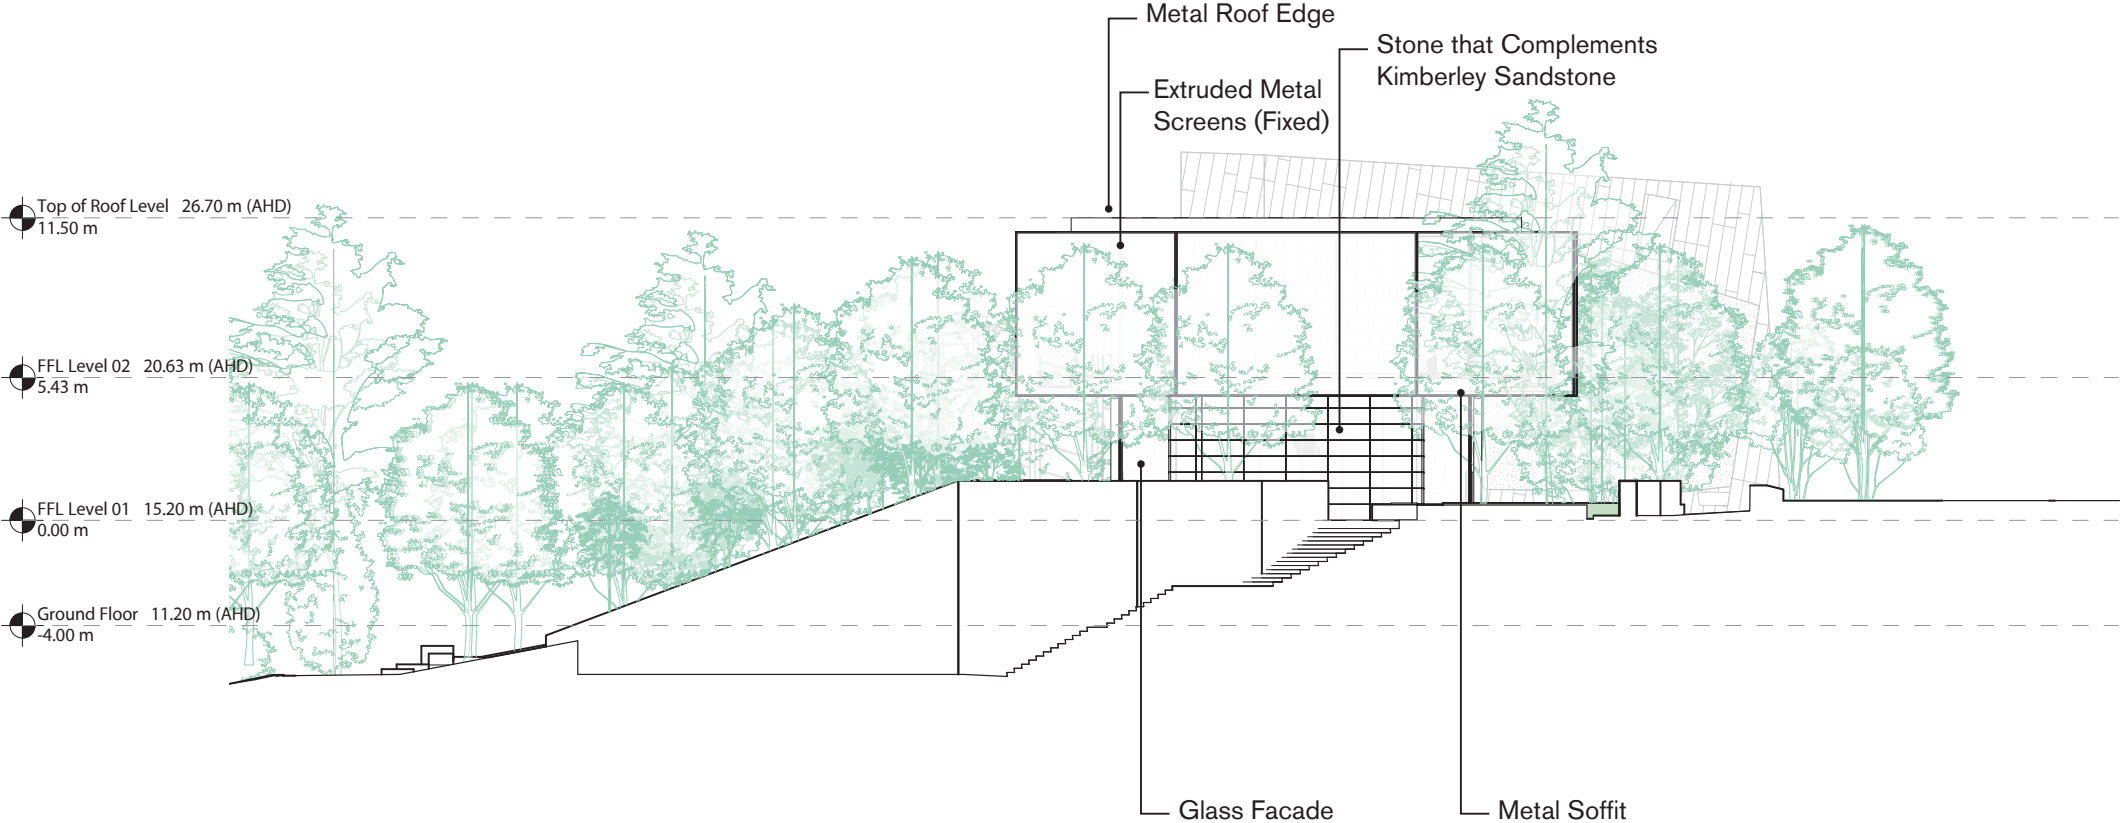 Metal Roof Edge
Stone that Complements
Kimberley Sandstone
Extruded Metal
Screens (Fixed)
Top of Roof Level 26.70 m (AHD)
11.50 m
FFL Level 02 20.63 m (AHD)
5.43 m
FFL Level 01 15.20 m (AHD)
0.00 m
Ground Floor 11.20 m (AHD)
-4.00 m
Glass Facade
Metal Soffit